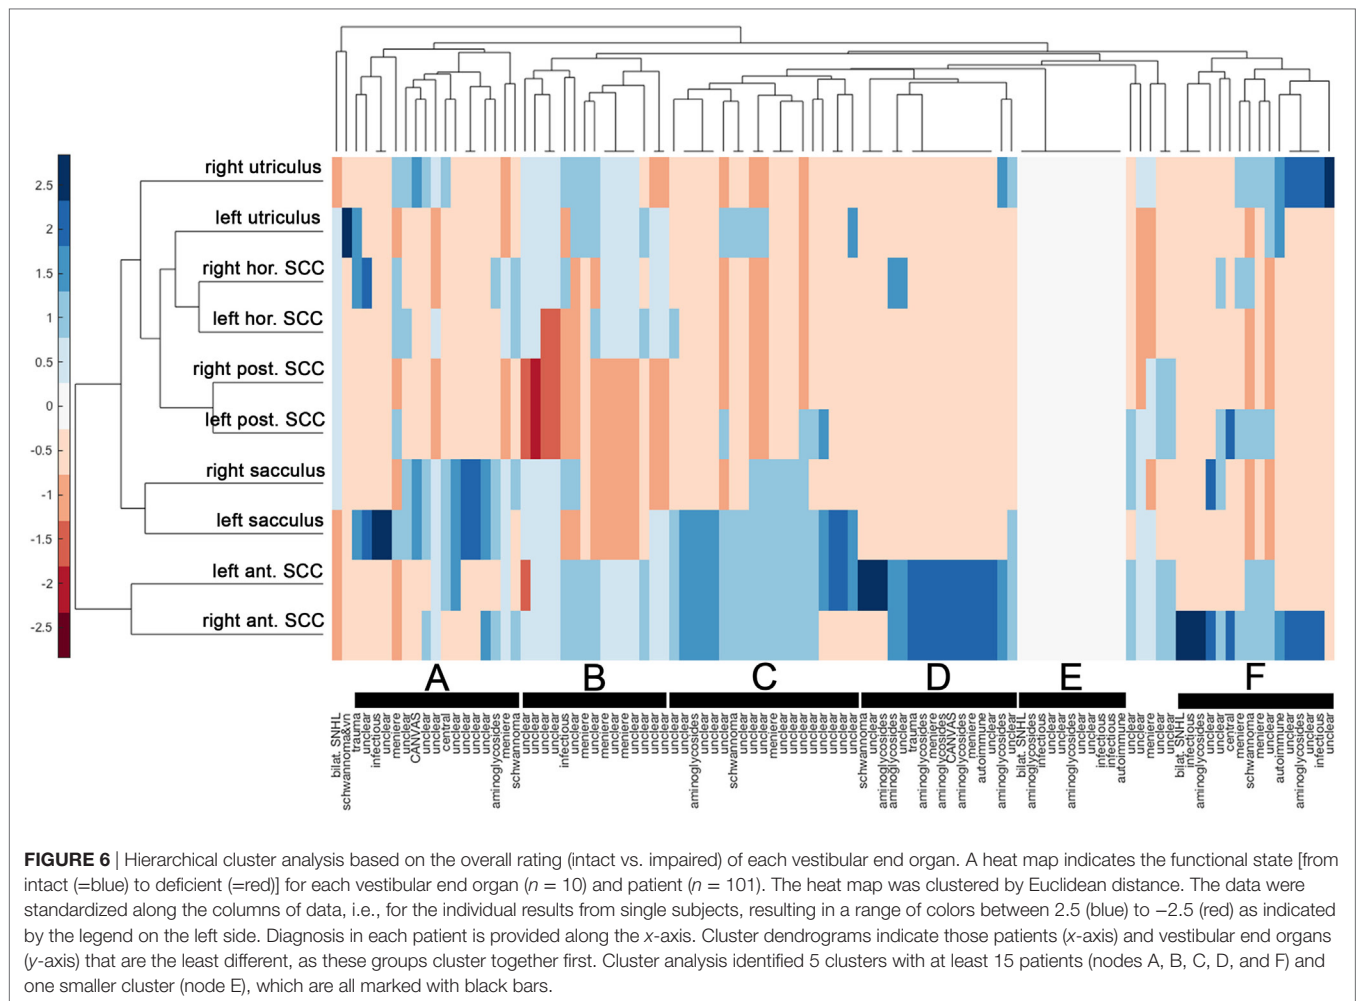 2.5
2
1.5
1
0.5
0
-0.5
-1
-1.5
-2
-2.5
right utriculus
left utriculus
right hor. SCC
left hor. SCC
right post. SCC
left post. SCC
right sacculus
left sacculus
left ant. SCC
right ant. SCC
A
B
C
D
E
F
bilat. SNHL
schwannoma&vn
trauma
unclear
infectious
unclear
meniere
unclear
CANVAS
unclear
unclear
central
unclear
unclear
unclear
unclear
aminoglycosides
meniere
schwannoma
unclear
unclear
unclear
unclear
infectious
unclear
meniere
unclear
unclear
meniere
meniere
unclear
unclear
unclear
unclear
unclear
unclear
aminoglycosides
unclear
unclear
unclear
schwannoma
unclear
unclear
unclear
unclear
unclear
unclear
unclear
unclear
unclear
unclear
unclear
unclear
schwannoma
unclear
aminoglycosides
aminoglycosides
unclear
trauma
aminoglycosides
meniere
aminoglycosides
CANVAS
aminoglycosides
meniere
autoimmune
unclear
aminoglycosides
unclear
bilat. SNHL
aminoglycosides
infectious
unclear
unclear
aminoglycosides
unclear
unclear
infectious
infectious
autoimmune
unclear
unclear
meniere
unclear
unclear
bilat. SNHL
infectious
aminoglycosides
unclear
unclear
central
meniere
schwannoma
meniere
unclear
autoimmune
unclear
aminoglycosides
unclear
infectious
unclear
FIGURE 6 | Hierarchical cluster analysis based on the overall rating (intact vs. impaired) of each vestibular end organ. A heat map indicates the functional state [from
intact (=blue) to deficient (=red)] for each vestibular end organ (n = 10) and patient (n = 101). The heat map was clustered by Euclidean distance. The data were
standardized along the columns of data, i.e., for the individual results from single subjects, resulting in a range of colors between 2.5 (blue) to −2.5 (red) as indicated
by the legend on the left side. Diagnosis in each patient is provided along the x-axis. Cluster dendrograms indicate those patients (x-axis) and vestibular end organs
(y-axis) that are the least different, as these groups cluster together first. Cluster analysis identified 5 clusters with at least 15 patients (nodes A, B, C, D, and F) and
one smaller cluster (node E), which are all marked with black bars.